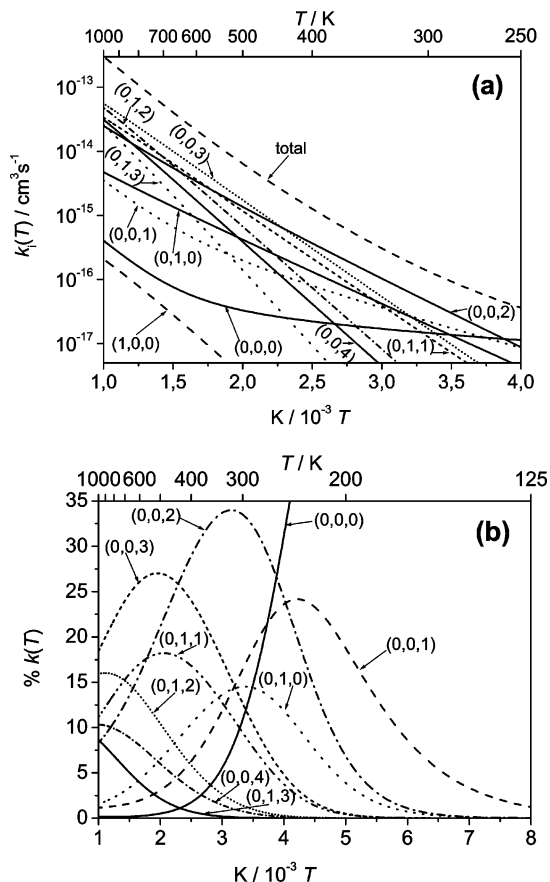 T / K
1000 700 600 500 400 300 250
(a)
10-13
10-14
10-15
10-16
10-17
ki(T) / cm3s-1
(0,1,2)
(0,0,3)
total
(0,1,3)
(0,0,1)
(0,1,0)
(0,0,2)
(1,0,0)
(0,0,0)
(0,0,4)
(0,1,1)
1,0 1,5 2,0 2,5 3,0 3,5 4,0
K / 10-3 T
T / K
1000 600 400 300 200 125
(b)
35
30
25
20
15
10
5
0
% k(T)
(0,0,2)
(0,0,0)
(0,0,3)
(0,1,1)
(0,0,1)
(0,1,2)
(0,1,0)
(0,0,4)
(0,1,3)
1 2 3 4 5 6 7 8
K / 10-3 T